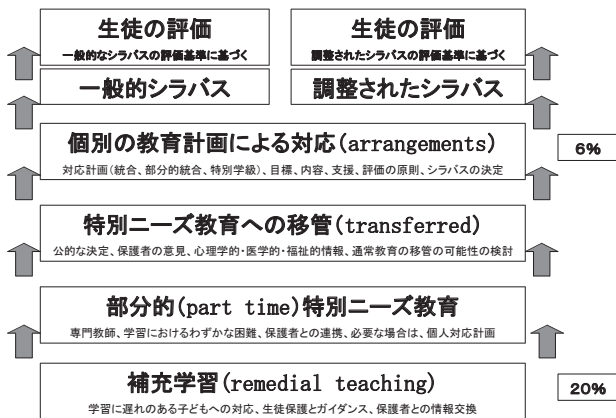 生徒の評価
一般的なシラバスの評価基準に基づく
生徒の評価
調整されたシラバスの評価基準に基づく
一般的シラバス
調整されたシラバス
個別の教育計画による対応(arrangements)
対応計画(統合、部分的統合、特別学級)、目標、内容、支援、評価の原則、シラバスの決定
6%
特別ニーズ教育への移管(transferred)
公的な決定、保護者の意見、心理学的・医学的・福祉的情報、通常教育の移管の可能性の検討
部分的(part time)特別ニーズ教育
専門教師、学習におけるわずかな困難、保護者との連携、必要な場合は、個人対応計画
補充学習(remedial teaching)
学習に遅れのある子どもへの対応、生徒保護とガイダンス、保護者との情報交換
20%